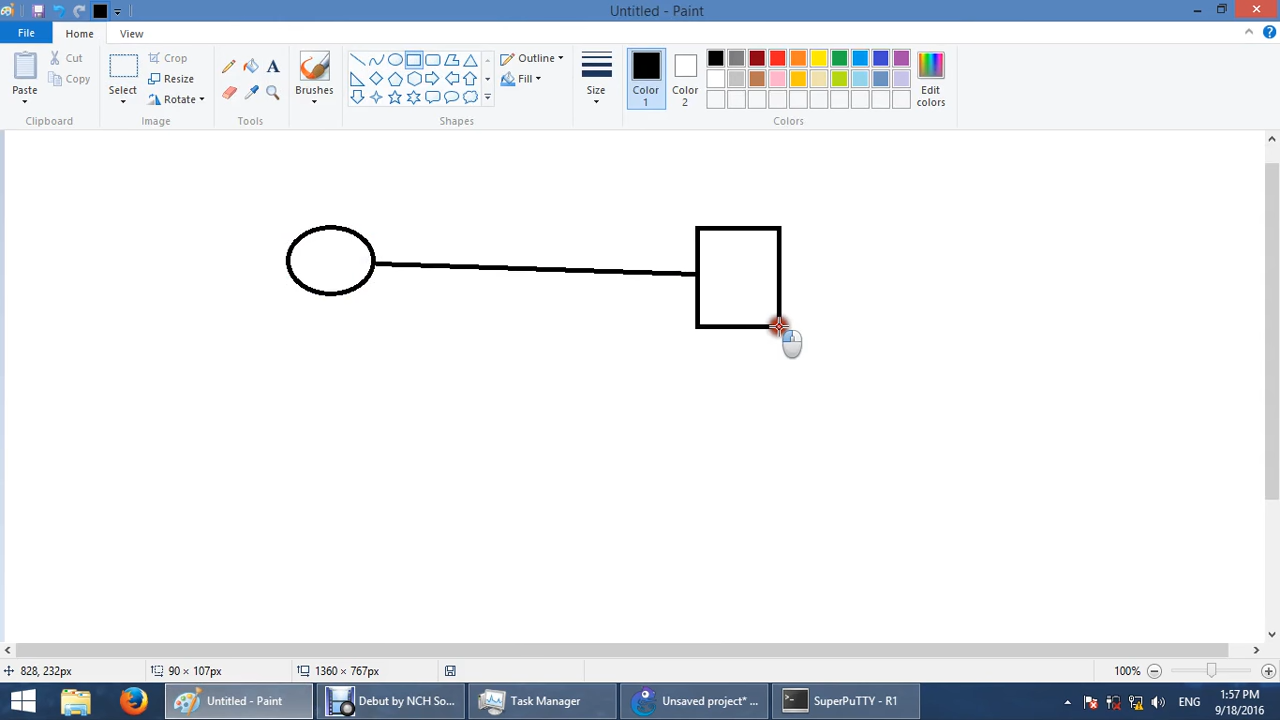 Untitled - Paint
File Home View
Paste
Cut
Copy
Clipboard
Select
Crop
Resize
Rotate
Image
A
Tools
Brushes
Outline
Fill
Shapes
Size
Color 1
Color 2
Edit colors
Colors
828, 232px 90 × 107px 1360 × 767px 100%
Untitled - Paint Debut by NCH So... Task Manager Unsaved project*... SuperPuTTY - R1 ENG
1:57 PM
9/18/2016